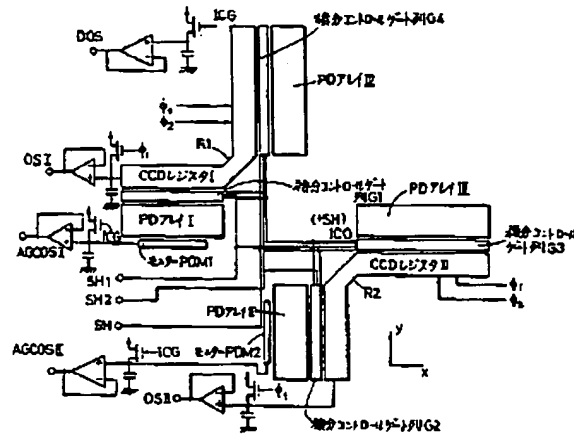 ICG
DOS
積分コントロールゲート列G4
PDアレイⅣ
φ1
φ2
R1
φ1
OSⅠ
CCDレジスタⅠ
積分コントロールゲート
列G1
PDアレイⅢ
PDアレイⅠ
(+SH)
ICG
積分コントロール
ゲート列G3
ICG
AGCOSⅠ
モニターPDM1
CCDレジスタⅡ
SH1
SH2
φ1
φ2
R2
PDアレイⅡ
SH
y
x
AGCOSⅡ
ICG
モニターPDM2
φ1
OSⅡ
積分コントロールゲート列G2